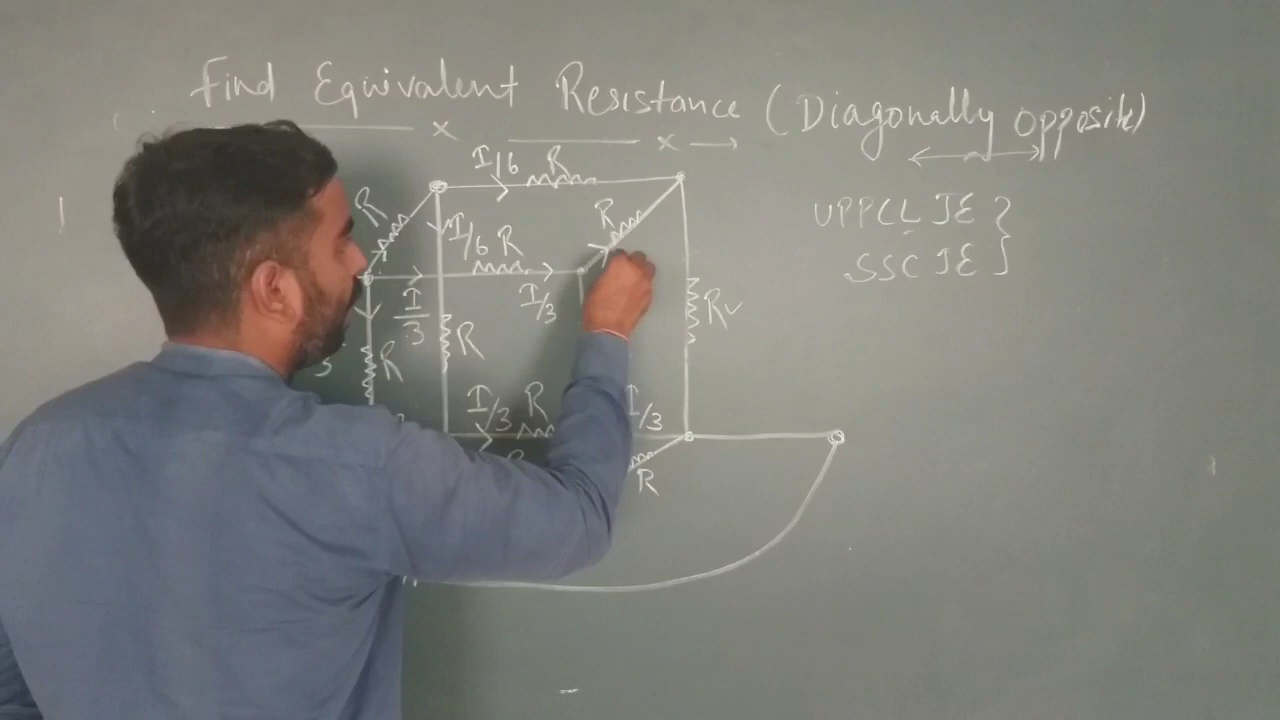 Find Equivalent Resistance (Diagonally opposite)
x x
I/6 R
R R
UPPCL JE }
SSC JE }
I/6 R
I/3 I/3
R R R
I/3 R I/3
R